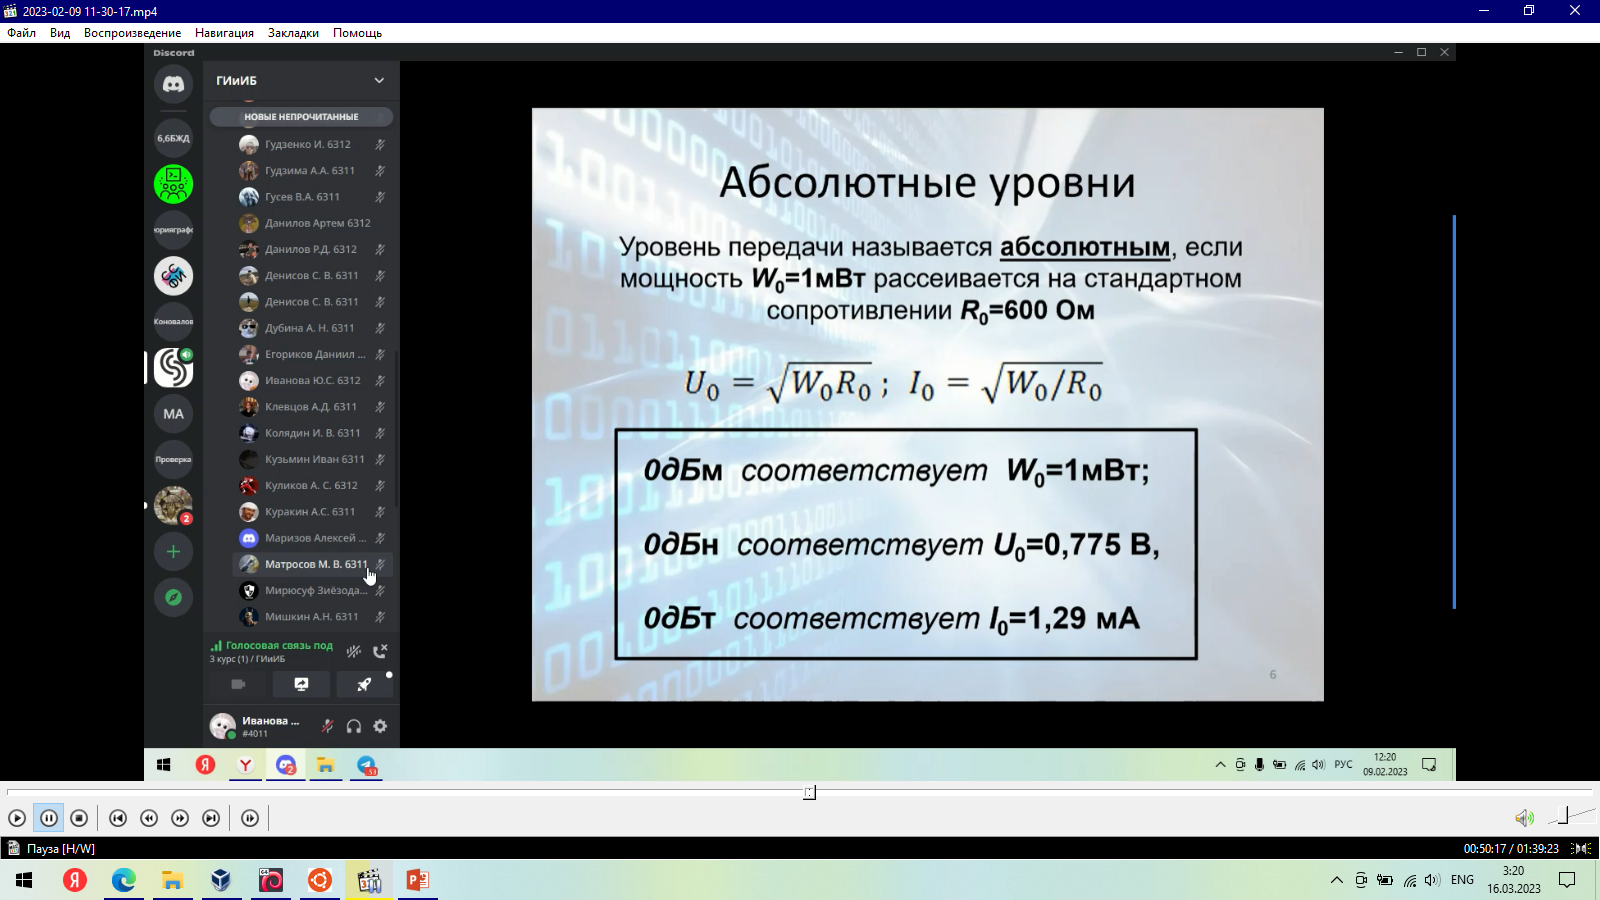 2023-02-09 11-30-17.mp4
Файл Вид Воспроизведение Навигация Закладки Помощь
Discord
ГИиИБ
НОВЫЕ НЕПРОЧИТАННЫЕ
6,6БЖД
Гудзенко И. 6312
Гудзима А.А. 6311
Гусев В.А. 6311
Данилов Артем 6312
Данилов Р.Д. 6312
Денисов С. В. 6311
Денисов С. В. 6311
Коновалов
Дубина А. Н. 6311
Егориков Даниил ...
Иванова Ю.С. 6312
Клевцов А.Д. 6311
МА
Колядин И. В. 6311
Кузьмин Иван 6311
Проверка
Куликов А. С. 6312
Куракин А.С. 6311
2
Маризов Алексей ...
Матросов М. В. 6311
Мирюсуф Зиёзода...
Мишкин А.Н. 6311
Голосовая связь под
3 курс (1) / ГИиИБ
Иванова ...
#4011
Абсолютные уровни
Уровень передачи называется абсолютным, если
мощность W₀=1мВт рассеивается на стандартном
сопротивлении R₀=600 Ом
U₀ = √W₀R₀ ; I₀ = √W₀/R₀
0дБм соответствует W₀=1мВт;
0дБн соответствует U₀=0,775 В,
0дБт соответствует I₀=1,29 мА
6
РУС
12:20
09.02.2023
Пауза [H/W]
00:50:17 / 01:39:23
ENG
3:20
16.03.2023